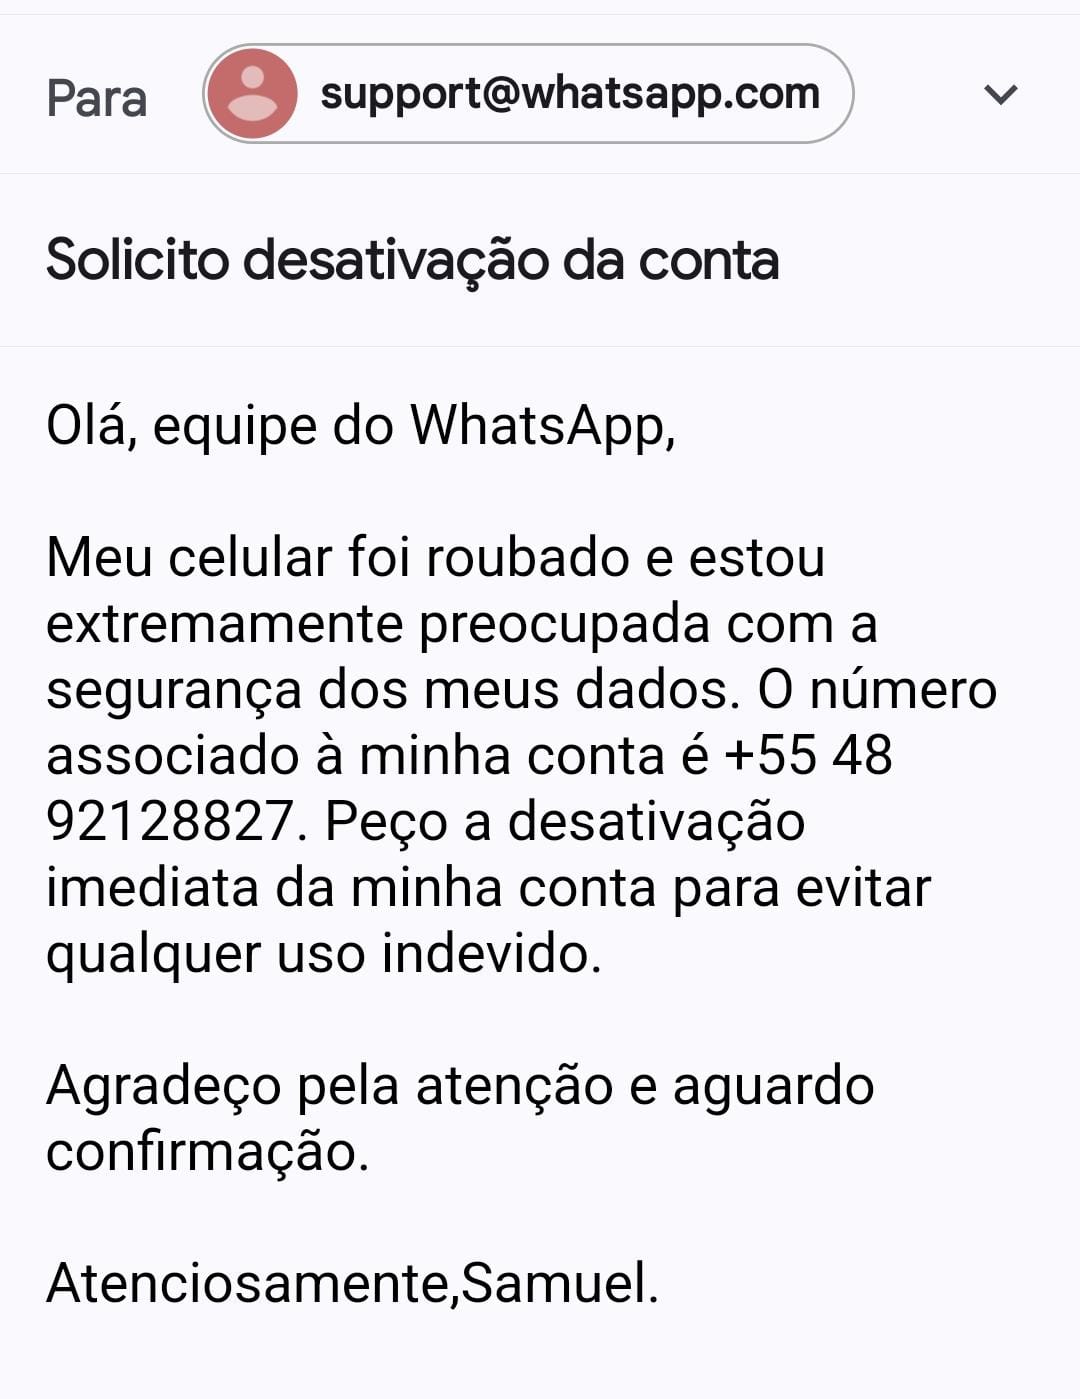 Para support@whatsapp.com
Solicito desativação da conta
Olá, equipe do WhatsApp,
Meu celular foi roubado e estou
extremamente preocupada com a
segurança dos meus dados. O número
associado à minha conta é +55 48
92128827. Peço a desativação
imediata da minha conta para evitar
qualquer uso indevido.
Agradeço pela atenção e aguardo
confirmação.
Atenciosamente,Samuel.